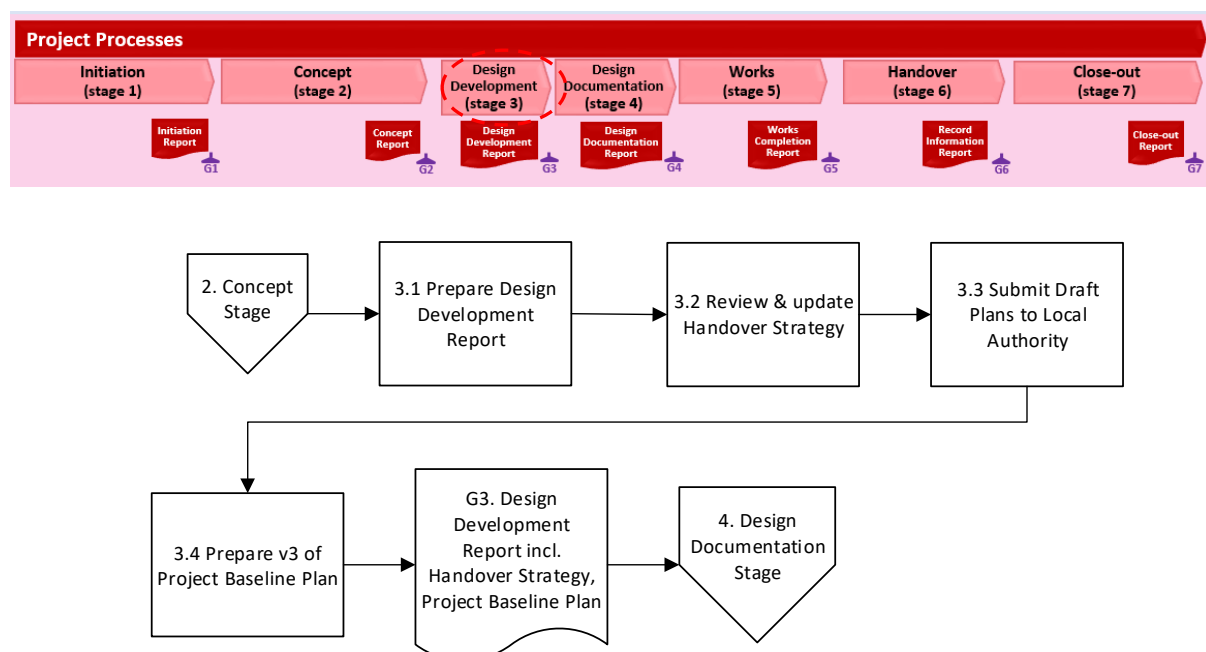 Project Processes
Initiation
(stage 1)
Concept
(stage 2)
Design
Development
(stage 3)
Design
Documentation
(stage 4)
Works
(stage 5)
Handover
(stage 6)
Close-out
(stage 7)
Initiation
Report
G1
Concept
Report
G2
Design
Development
Report
G3
Design
Documentation
Report
G4
Works
Completion
Report
G5
Record
Information
Report
G6
Close-out
Report
G7
2. Concept
Stage
3.1 Prepare Design
Development
Report
3.2 Review & update
Handover Strategy
3.3 Submit Draft
Plans to Local
Authority
3.4 Prepare v3 of
Project Baseline Plan
G3. Design
Development
Report incl.
Handover Strategy,
Project Baseline Plan
4. Design
Documentation
Stage